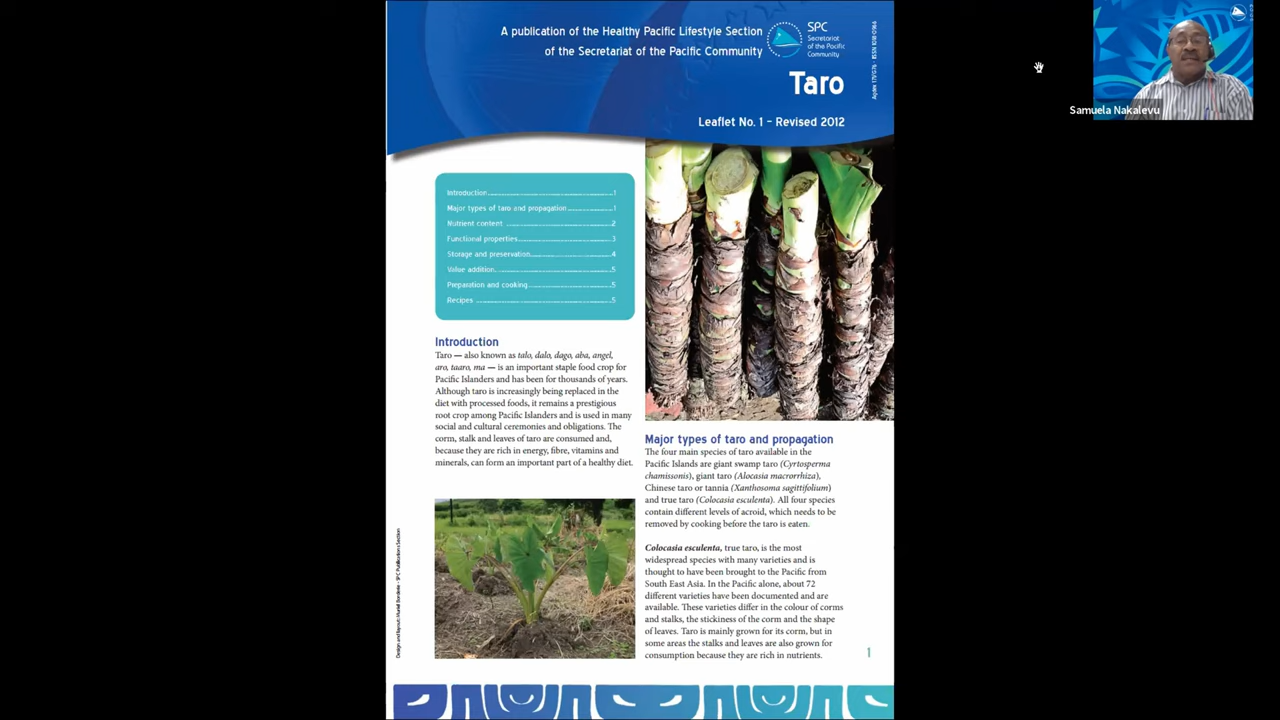 A publication of the Healthy Pacific Lifestyle Section
of the Secretariat of the Pacific Community
SPC
Secretariat
of the Pacific
Community
Taro
Leaflet No. 1 – Revised 2012
Samuela Nakalevu
Introduction 1
Major types of taro and propagation 1
Nutrient content 2
Functional properties 3
Storage and preservation 4
Value addition 5
Preparation and cooking 5
Recipes 5
Introduction
Taro — also known as talo, dalo, dago, aba, angel,
aro, taaro, ma — is an important staple food crop for
Pacific Islanders and has been for thousands of years.
Although taro is increasingly being replaced in the
diet with processed foods, it remains a prestigious
root crop among Pacific Islanders and is used in many
social and cultural ceremonies and obligations. The
corm, stalk and leaves of taro are consumed and,
because they are rich in energy, fibre, vitamins and
minerals, can form an important part of a healthy diet.
Major types of taro and propagation
The four main species of taro available in the
Pacific Islands are giant swamp taro (Cyrtosperma
chamissonis), giant taro (Alocasia macrorrhiza),
Chinese taro or tannia (Xanthosoma sagittifolium)
and true taro (Colocasia esculenta). All four species
contain different levels of acroid, which needs to be
removed by cooking before the taro is eaten.
Colocasia esculenta, true taro, is the most
widespread species with many varieties and is
thought to have been brought to the Pacific from
South East Asia. In the Pacific alone, about 72
different varieties have been documented and are
available. These varieties differ in the colour of corms
and stalks, the stickiness of the corm and the shape
of leaves. Taro is mainly grown for its corm, but in
some areas the stalks and leaves are also grown for
consumption because they are rich in nutrients.
1